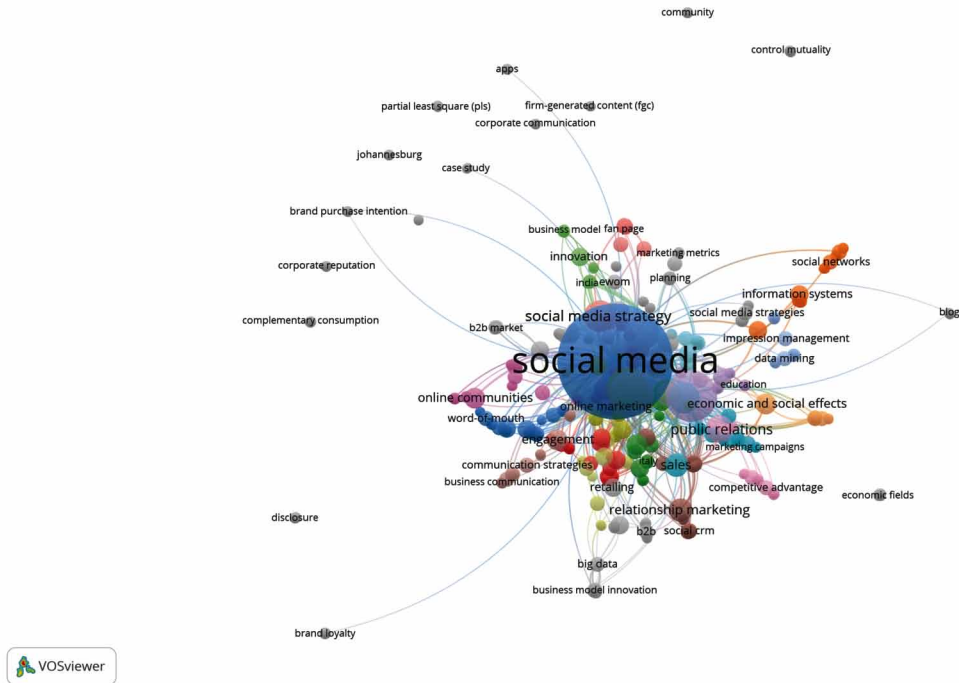 community
control mutuality
apps
partial least square (pls)
firm-generated content (fgc)
corporate communication
johannesburg
case study
brand purchase intention
business model
fan page
marketing metrics
innovation
social networks
corporate reputation
india
ewom
planning
information systems
social media strategy
social media strategies
blog
complementary consumption
b2b market
impression management
social media
data mining
education
online communities
online marketing
economic and social effects
word-of-mouth
public relations
engagement
marketing campaigns
communication strategies
italy
sales
business communication
retailing
competitive advantage
economic fields
relationship marketing
disclosure
b2b
social crm
big data
business model innovation
brand loyalty
VOSviewer